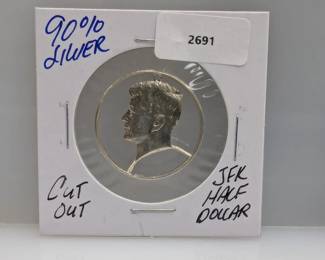 90%
SILVER
2691
CUT
OUT
JFK
HALF
DOLLAR